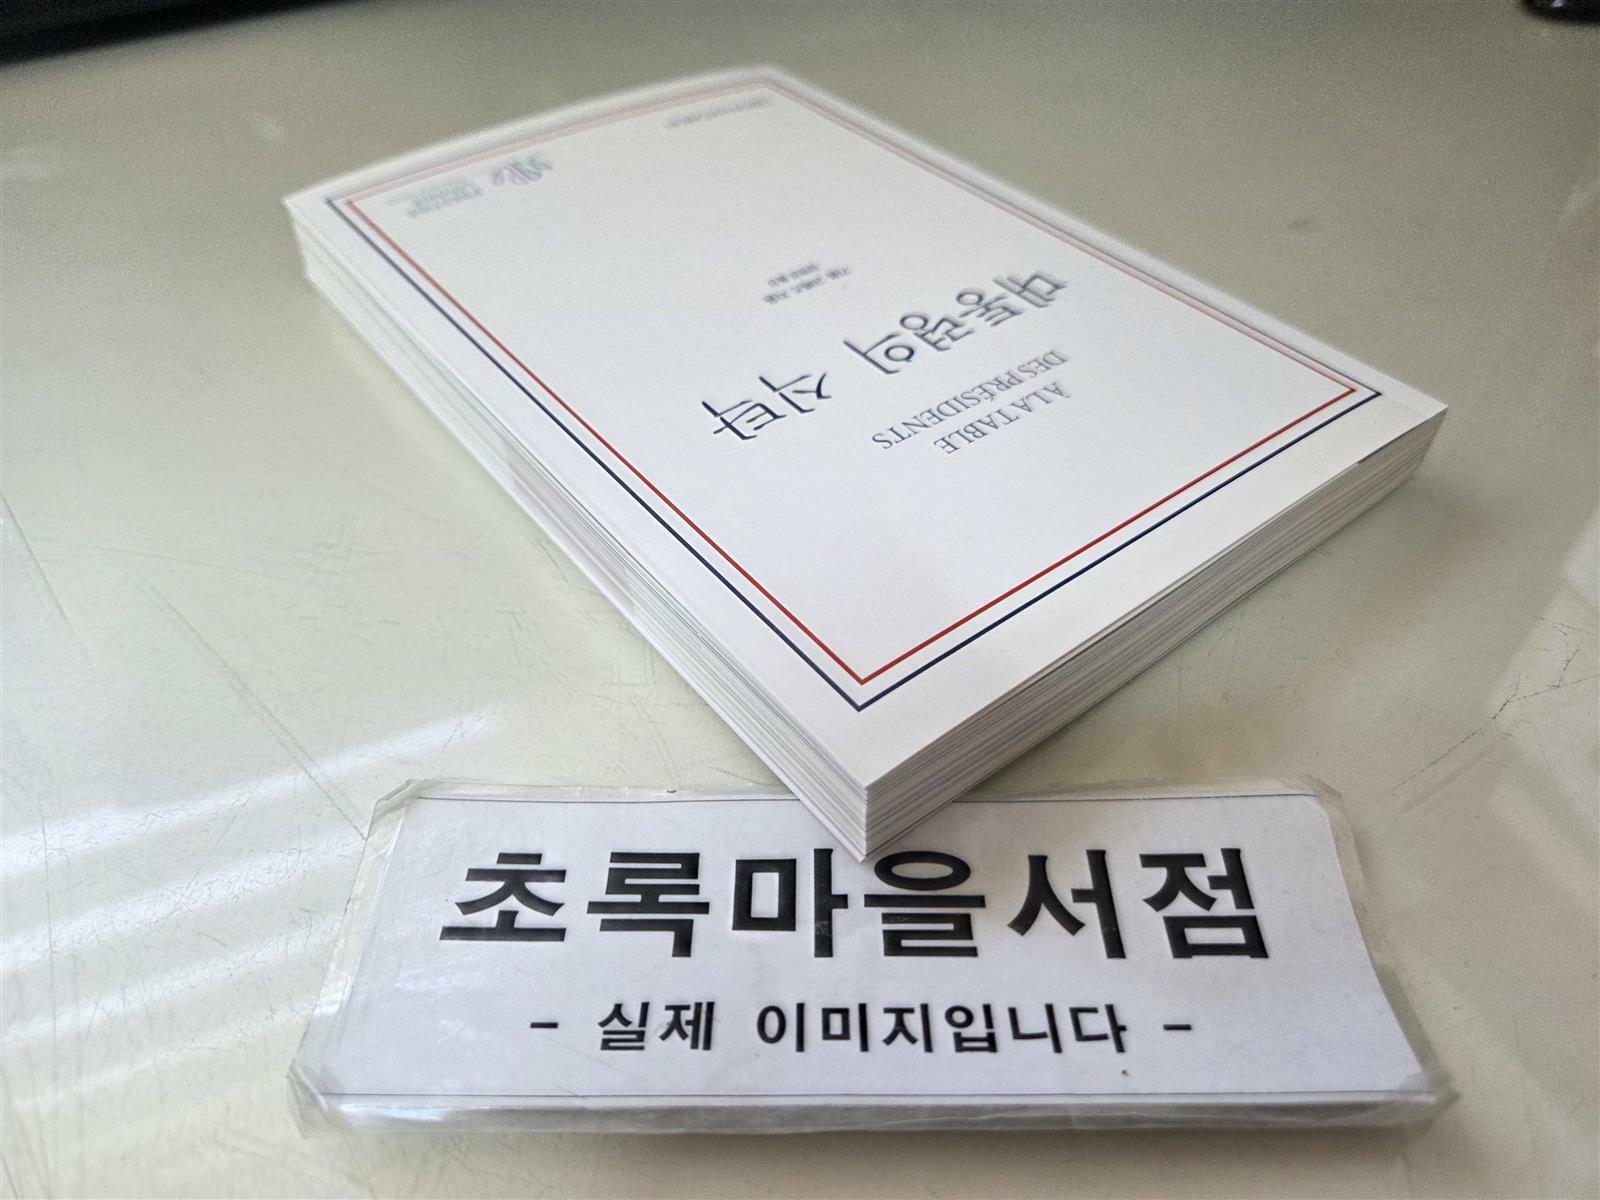 À LA TABLE
DES PRÉSIDENTS
대통령의 식탁
초록마을서점
- 실제 이미지입니다 -